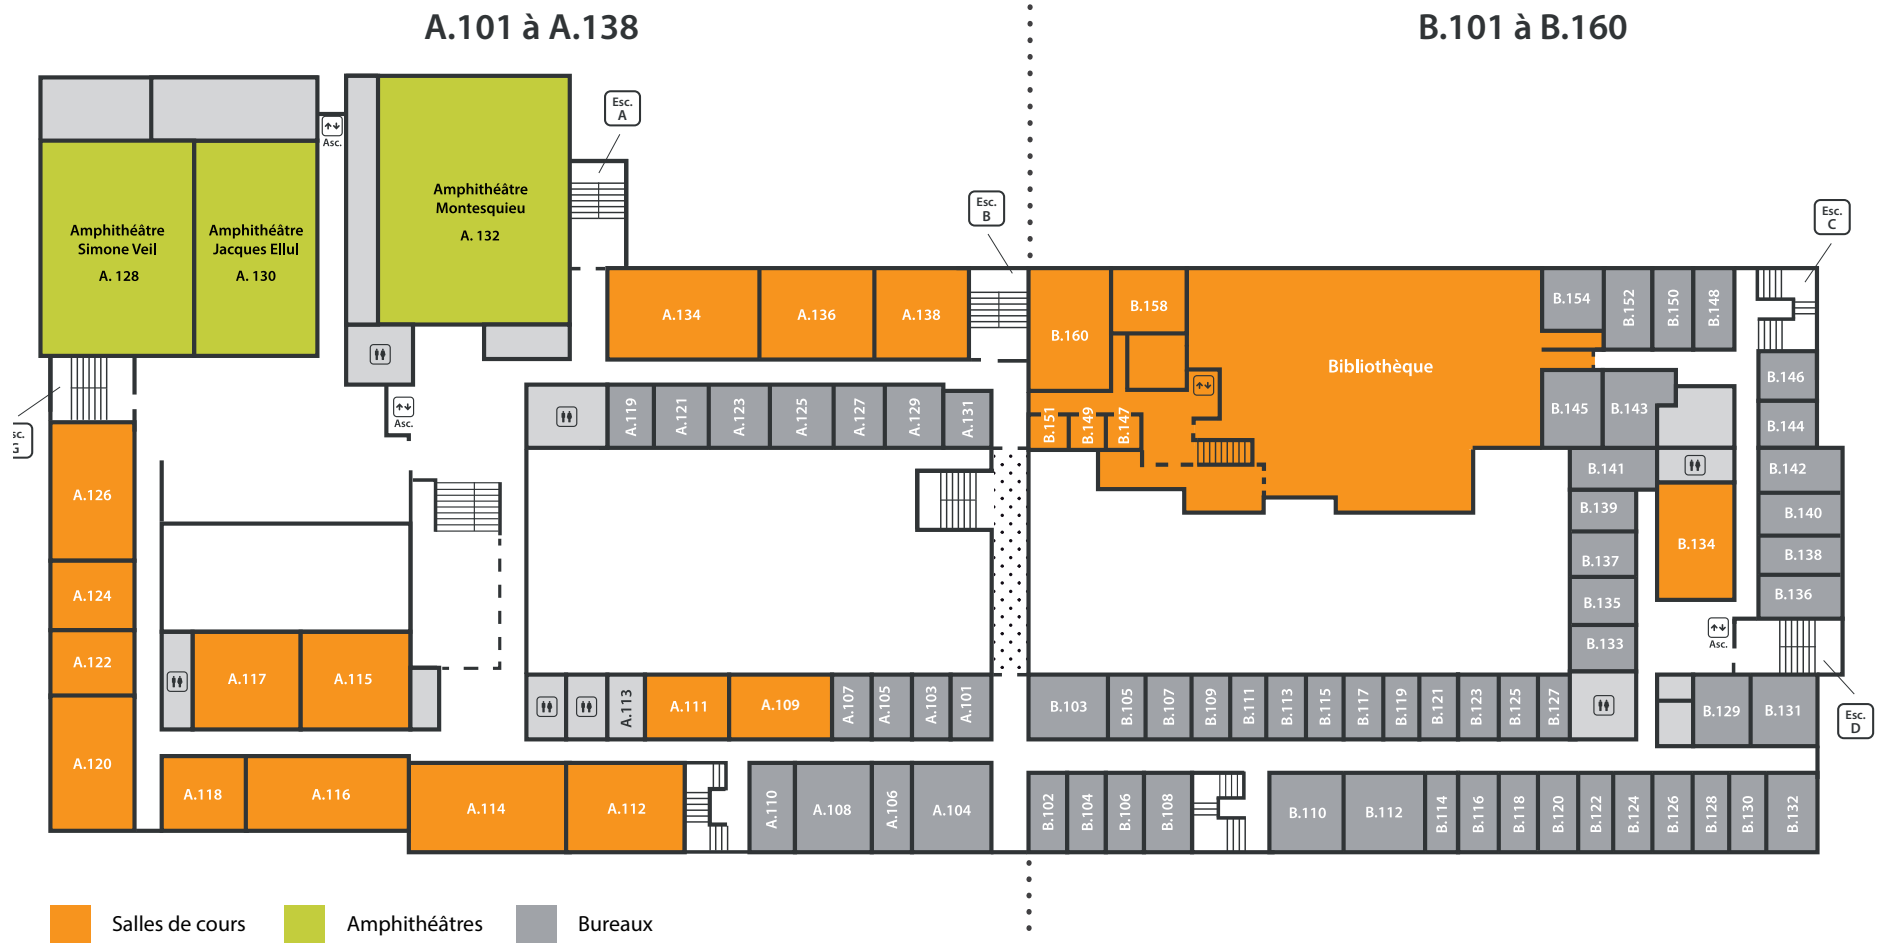 A.101 à A.138
B.101 à B.160
Esc.
A
Asc.
Amphithéâtre
Montesquieu
A. 132
Amphithéâtre
Simone Veil
A. 128
Amphithéâtre
Jacques Ellul
A. 130
Esc.
B
Esc.
C
A.134
A.136
A.138
B.160
B.158
Bibliothèque
B.154
B.152
B.150
B.148
B.146
B.144
Asc.
A.119
A.121
A.123
A.125
A.127
A.129
A.131
B.151
B.149
B.147
B.145
B.143
B.141
B.142
B.139
B.140
B.137
B.138
B.134
B.135
B.136
B.133
Asc.
A.126
A.124
A.122
A.120
A.117
A.115
A.113
A.111
A.109
A.107
A.105
A.103
A.101
B.103
B.105
B.107
B.109
B.111
B.113
B.115
B.117
B.119
B.121
B.123
B.125
B.127
B.129
B.131
Esc.
D
A.118
A.116
A.114
A.112
A.110
A.108
A.106
A.104
B.102
B.104
B.106
B.108
B.110
B.112
B.114
B.116
B.118
B.120
B.122
B.124
B.126
B.128
B.130
B.132
Salles de cours
Amphithéâtres
Bureaux